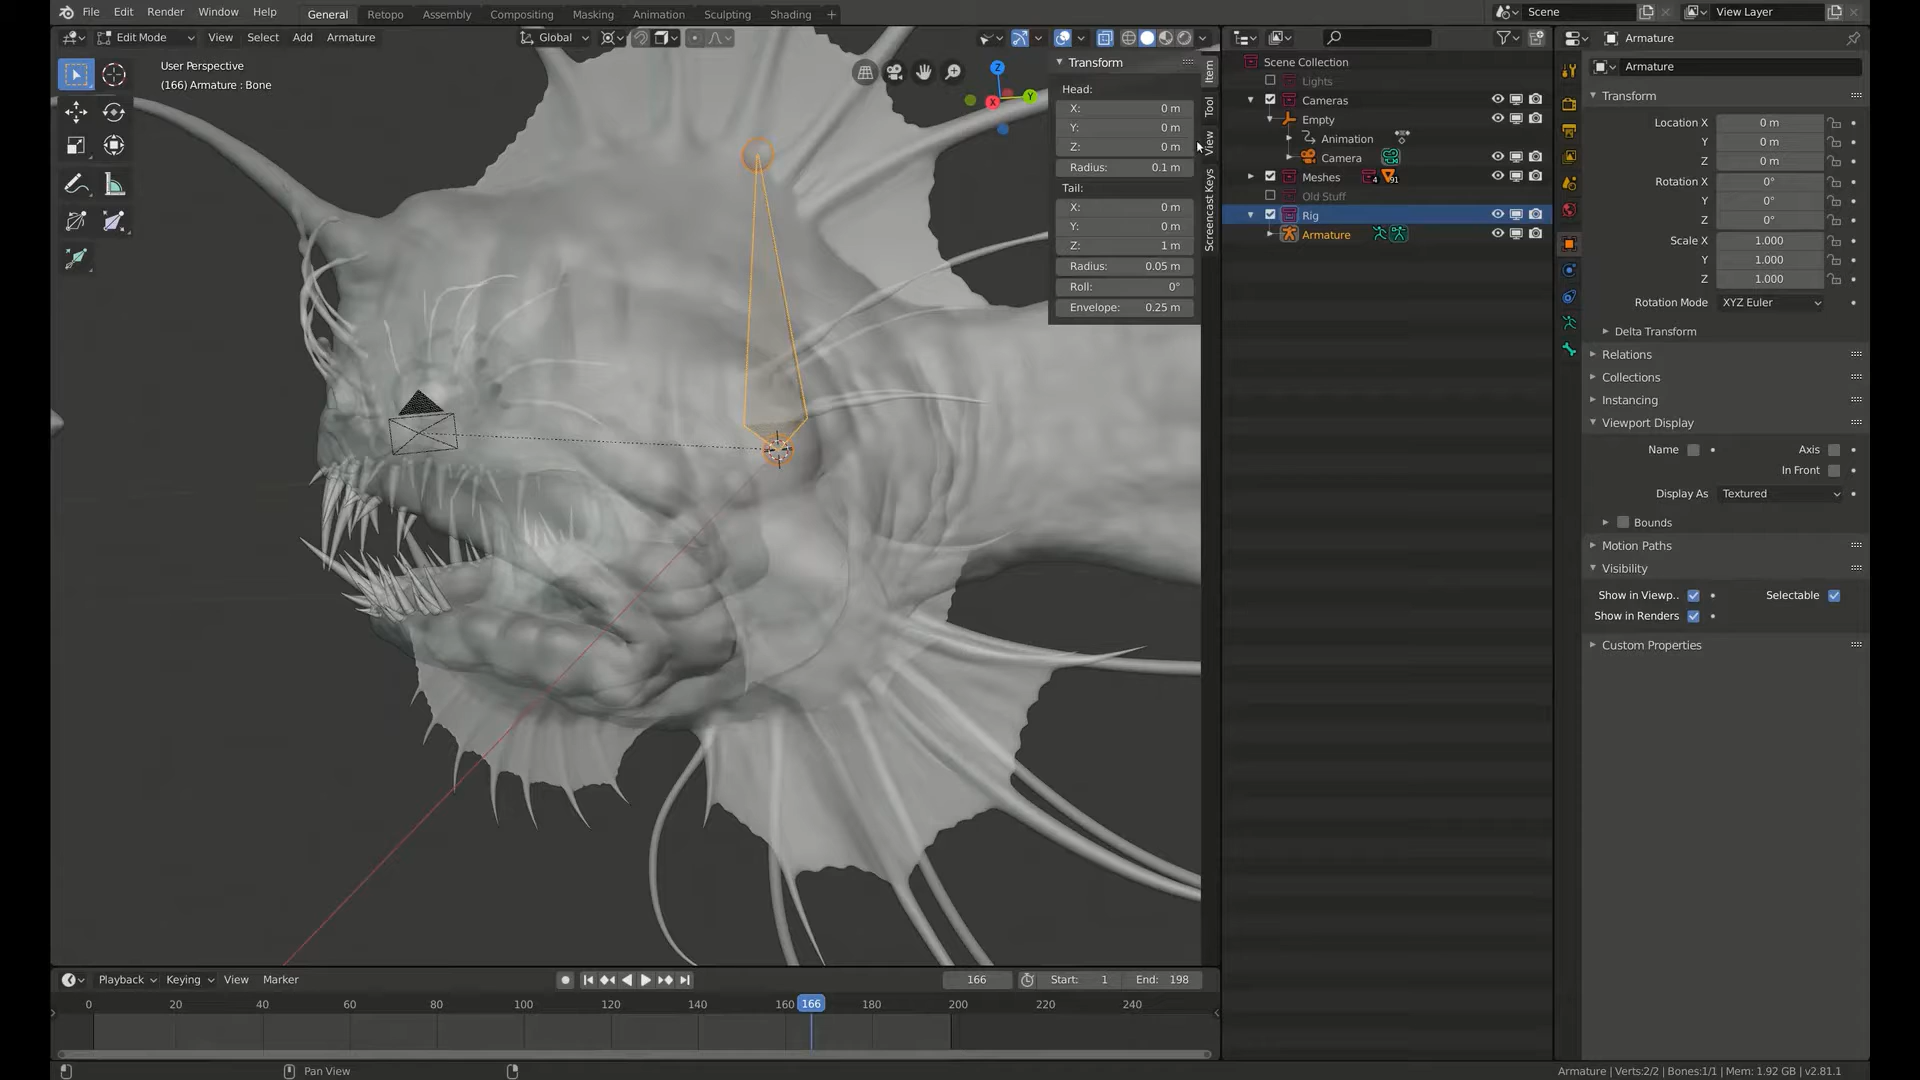 File Edit Render Window Help General Retopo Assembly Compositing Masking Animation Sculpting Shading + Scene View Layer
Edit Mode View Select Add Armature Global Armature
User Perspective
(166) Armature : Bone
Z
Y
X
Transform
Head:
X: 0 m
Y: 0 m
Z: 0 m
Radius: 0.1 m
Tail:
X: 0 m
Y: 0 m
Z: 1 m
Radius: 0.05 m
Roll: 0°
Envelope: 0.25 m
Item
Tool
View
Screencast Keys
Scene Collection
Lights
Cameras
Empty
Animation
Camera
Meshes 4 91
Old Stuff
Rig
Armature
Armature
Transform
Location X 0 m
Y 0 m
Z 0 m
Rotation X 0°
Y 0°
Z 0°
Scale X 1.000
Y 1.000
Z 1.000
Rotation Mode XYZ Euler
Delta Transform
Relations
Collections
Instancing
Viewport Display
Name Axis
In Front
Display As Textured
Bounds
Motion Paths
Visibility
Show in Viewp.. Selectable
Show in Renders
Custom Properties
Playback Keying View Marker 166 Start: 1 End: 198
0 20 40 60 80 100 120 140 160 166 180 200 220 240
Pan View
Armature | Verts:2/2 | Bones:1/1 | Mem: 1.92 GB | v2.81.1